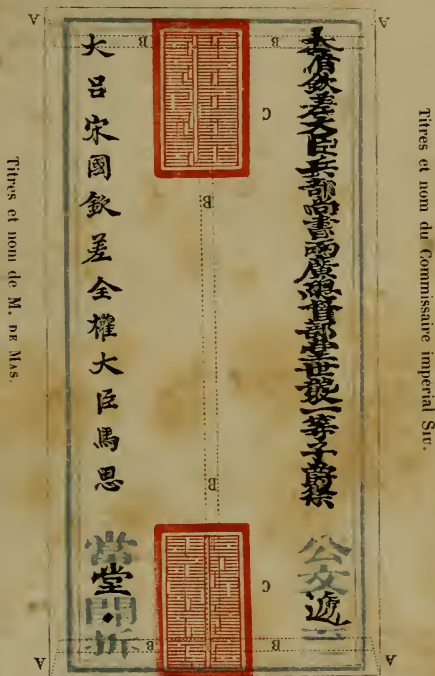 Titres et nom du Commissaire impérial SIU.
大清欽差大臣兵部尚書兩廣總督部堂世襲一等子爵徐
公文遞
大呂宋國欽差全權大臣馬思
當堂開拆
Titres et nom de M. DE MAS.
A
A
B
B
C
B
B
C
B
B
A
A